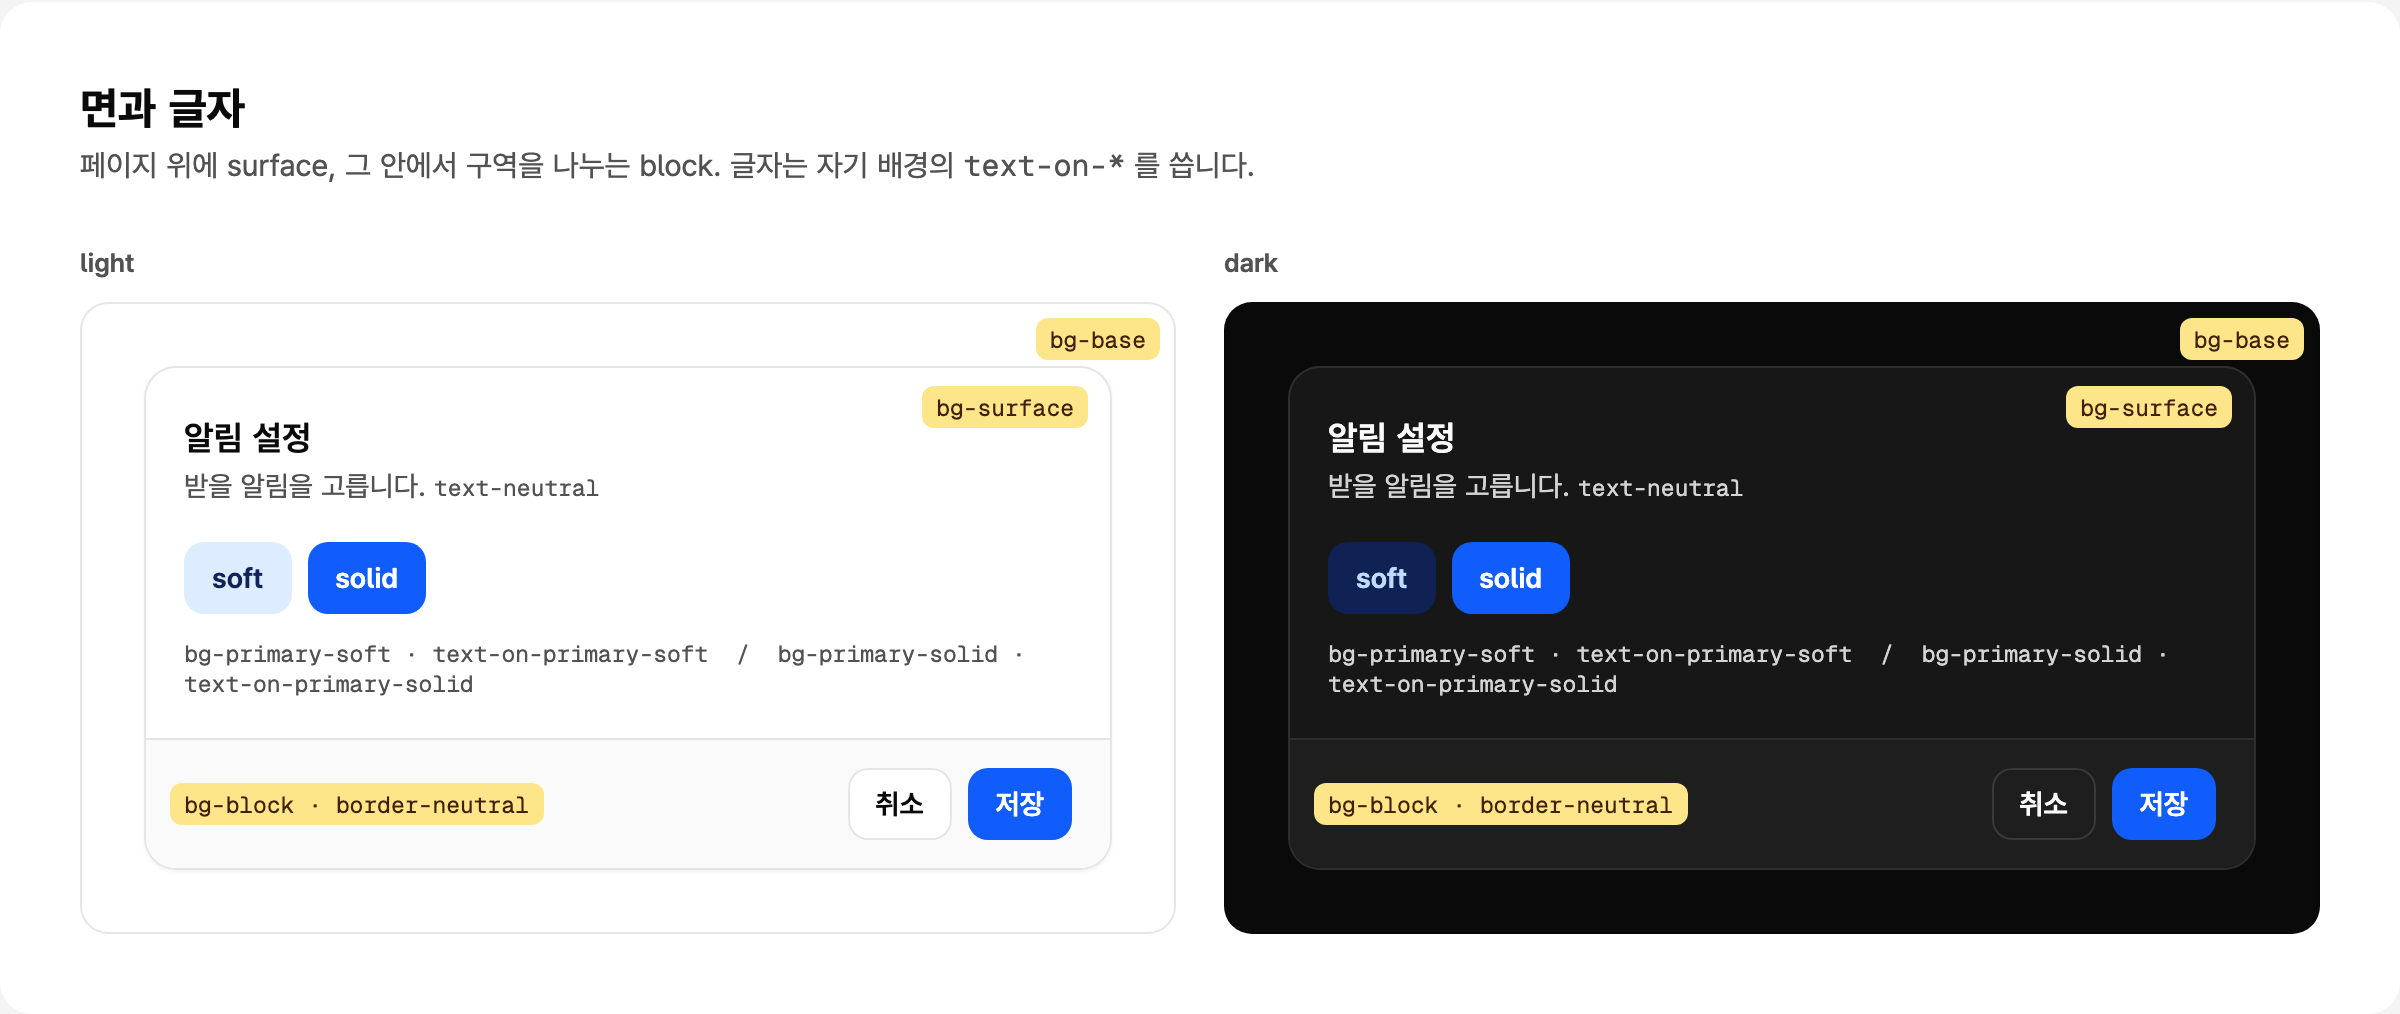 면과 글자
페이지 위에 surface, 그 안에서 구역을 나누는 block. 글자는 자기 배경의 text-on-* 를 씁니다.
light
bg-base
bg-surface
알림 설정
받을 알림을 고릅니다. text-neutral
soft
solid
bg-primary-soft · text-on-primary-soft / bg-primary-solid ·
text-on-primary-solid
bg-block · border-neutral
취소
저장
dark
bg-base
bg-surface
알림 설정
받을 알림을 고릅니다. text-neutral
soft
solid
bg-primary-soft · text-on-primary-soft / bg-primary-solid ·
text-on-primary-solid
bg-block · border-neutral
취소
저장